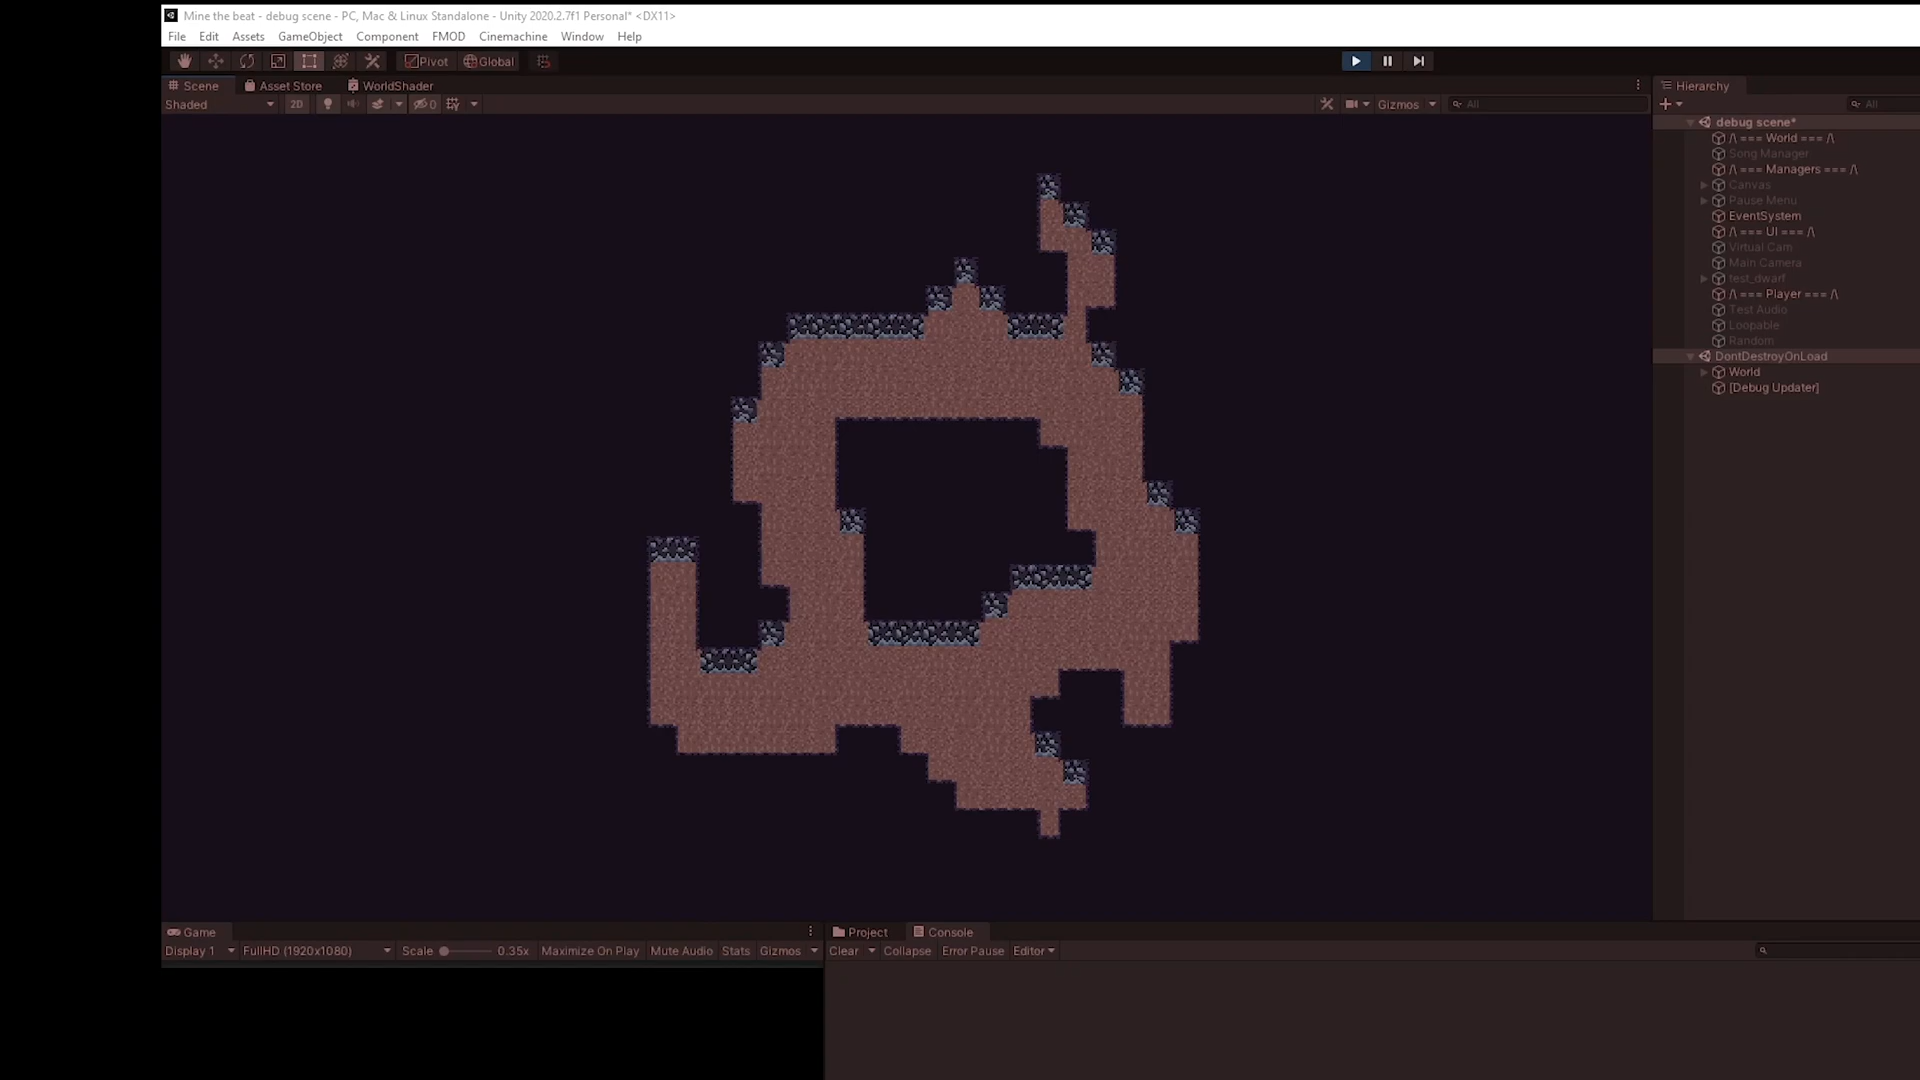 Mine the beat - debug scene - PC, Mac & Linux Standalone - Unity 2020.2.7f1 Personal* <DX11>
File Edit Assets GameObject Component FMOD Cinemachine Window Help
Pivot Global
Scene Asset Store WorldShader
Shaded 2D 0 Gizmos All
Hierarchy
All
debug scene*
/\ === World === /\
Song Manager
/\ === Managers === /\
Canvas
Pause Menu
EventSystem
/\ === UI === /\
Virtual Cam
Main Camera
test_dwarf
/\ === Player === /\
Test Audio
Loopable
Random
DontDestroyOnLoad
World
[Debug Updater]
Game
Display 1 FullHD (1920x1080) Scale 0.35x Maximize On Play Mute Audio Stats Gizmos
Project Console
Clear Collapse Error Pause Editor